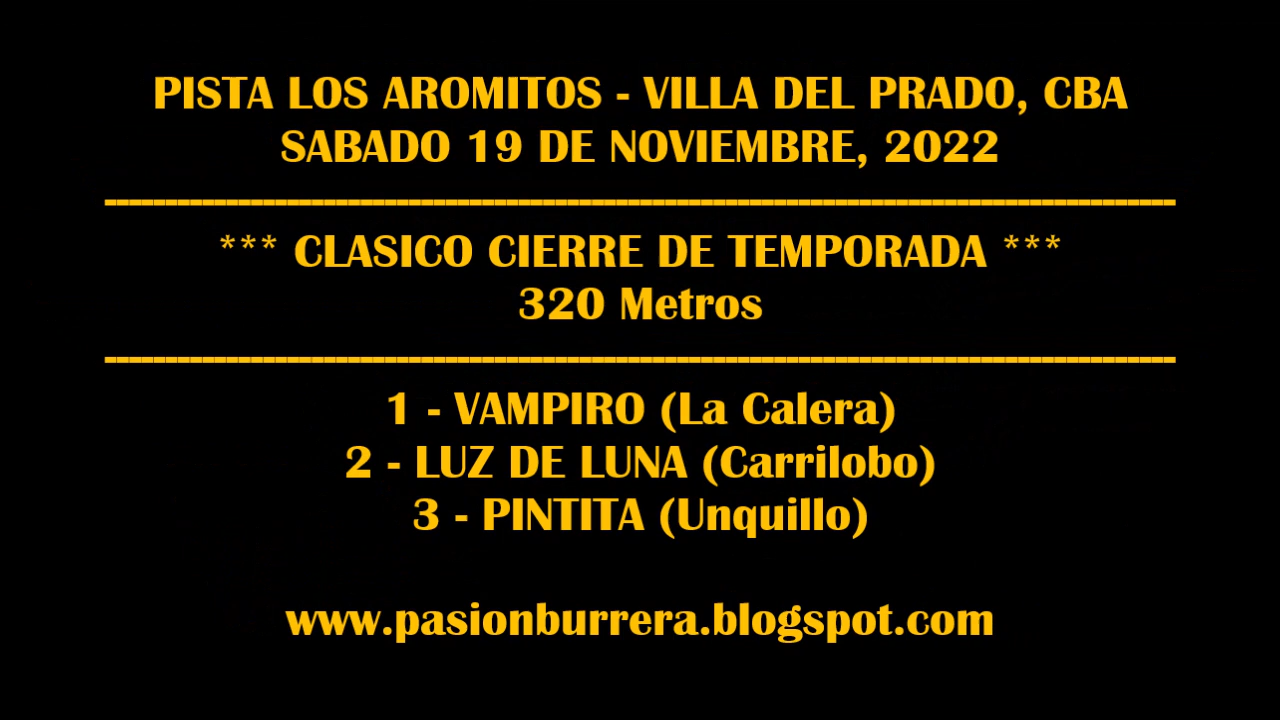 PISTA LOS AROMITOS - VILLA DEL PRADO, CBA
SABADO 19 DE NOVIEMBRE, 2022
*** CLASICO CIERRE DE TEMPORADA ***
320 Metros
1 - VAMPIRO (La Calera)
2 - LUZ DE LUNA (Carrilobo)
3 - PINTITA (Unquillo)
www.pasionburrera.blogspot.com